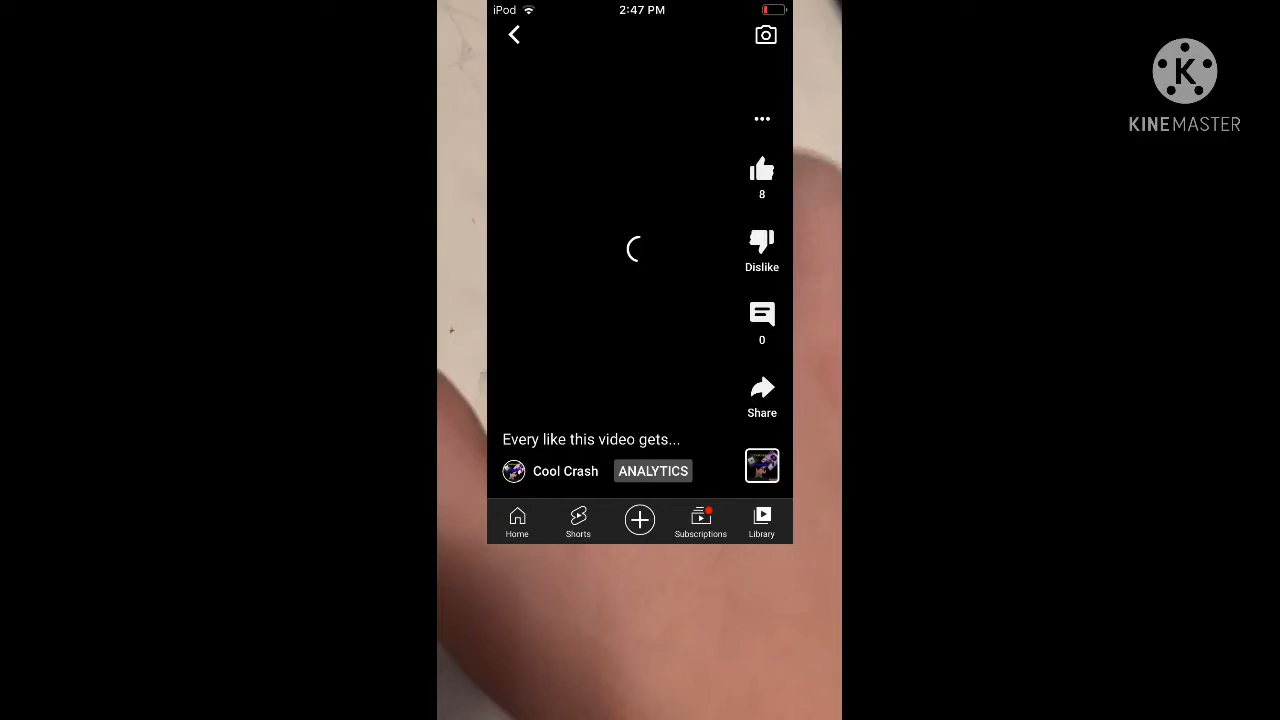 iPod
2:47 PM
K
KINEMASTER
8
Dislike
0
Share
Every like this video gets...
Cool Crash
ANALYTICS
Home
Shorts
Subscriptions
Library